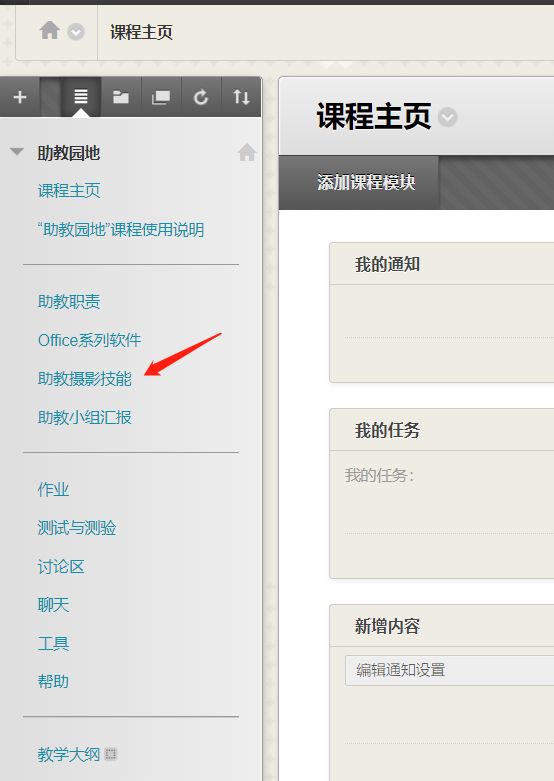 课程主页
课程主页
添加课程模块
助教园地
课程主页
“助教园地”课程使用说明
助教职责
Office系列软件
助教摄影技能
助教小组汇报
作业
测试与测验
讨论区
聊天
工具
帮助
教学大纲
我的通知
我的任务
我的任务：
新增内容
编辑通知设置